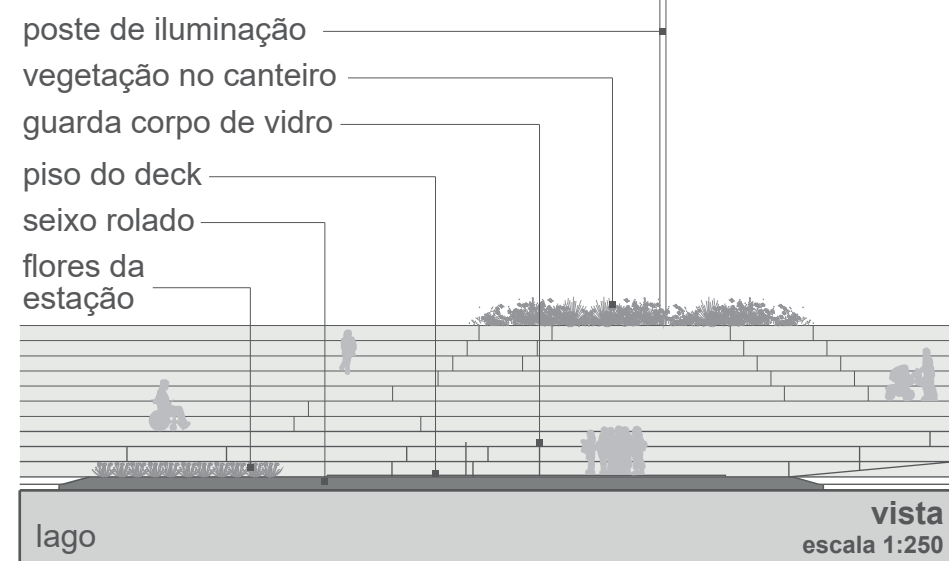 poste de iluminação
vegetação no canteiro
guarda corpo de vidro
piso do deck
seixo rolado
flores da
estação
lago
vista
escala 1:250